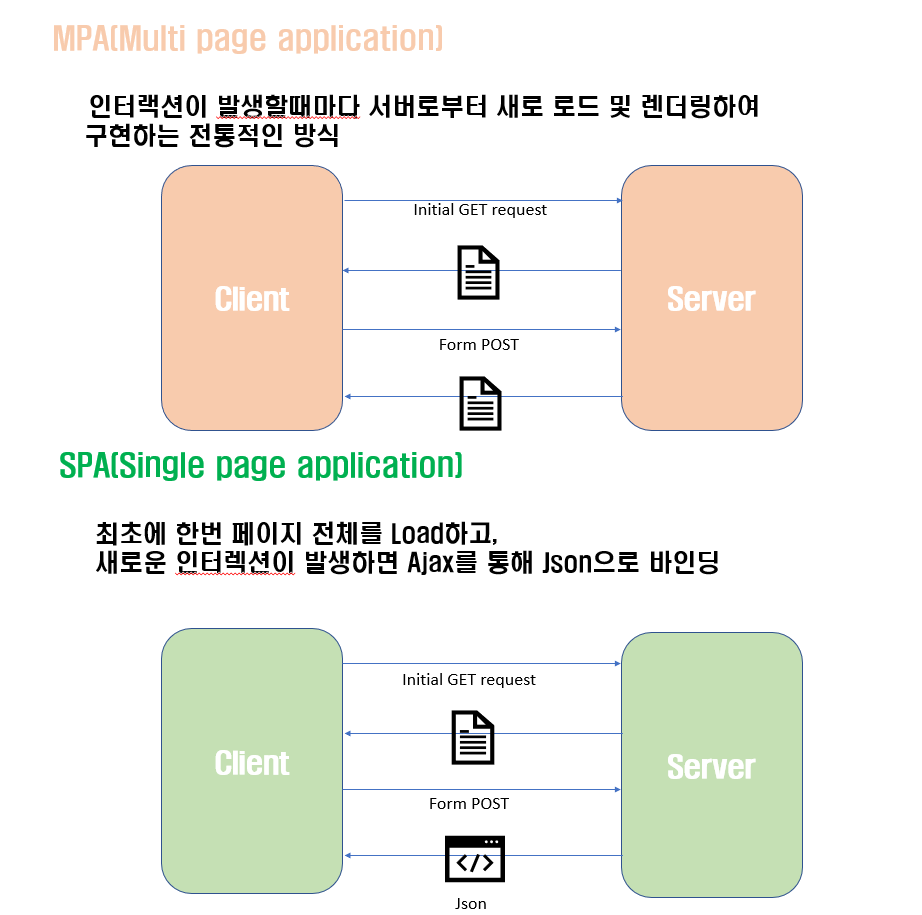 MPA(Multi page application)
인터랙션이 발생할때마다 서버로부터 새로 로드 및 렌더링하여
구현하는 전통적인 방식
Initial GET request
Client
Server
Form POST
SPA(Single page application)
최초에 한번 페이지 전체를 Load하고,
새로운 인터렉션이 발생하면 Ajax를 통해 Json으로 바인딩
Initial GET request
Client
Server
Form POST
</>
Json